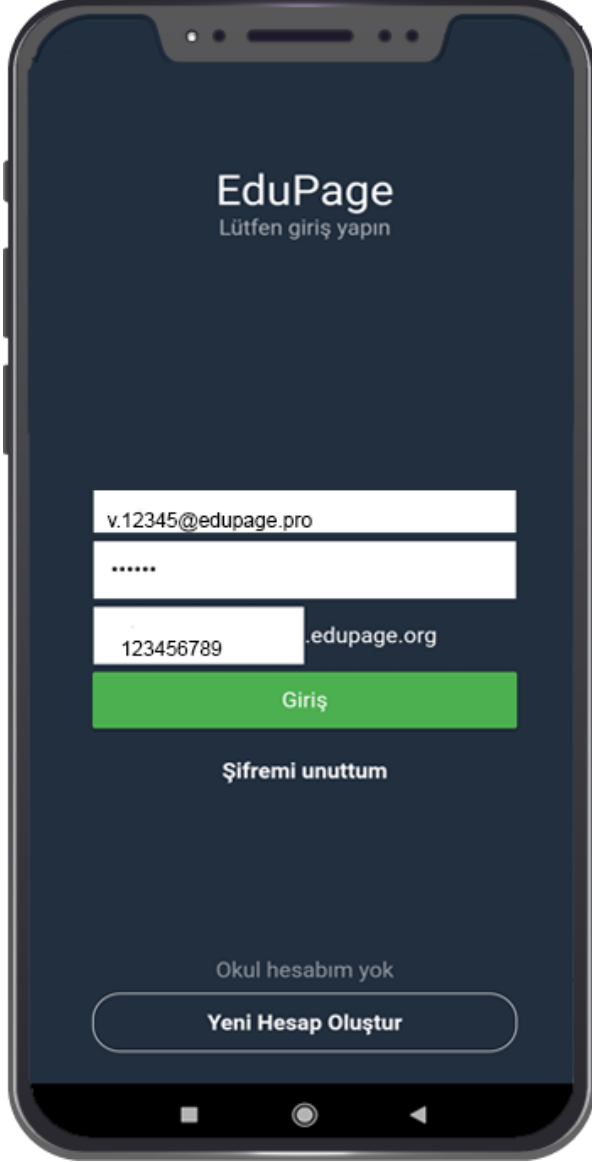 EduPage
Lütfen giriş yapın
v.12345@edupage.pro
••••••
123456789 .edupage.org
Giriş
Şifremi unuttum
Okul hesabım yok
Yeni Hesap Oluştur